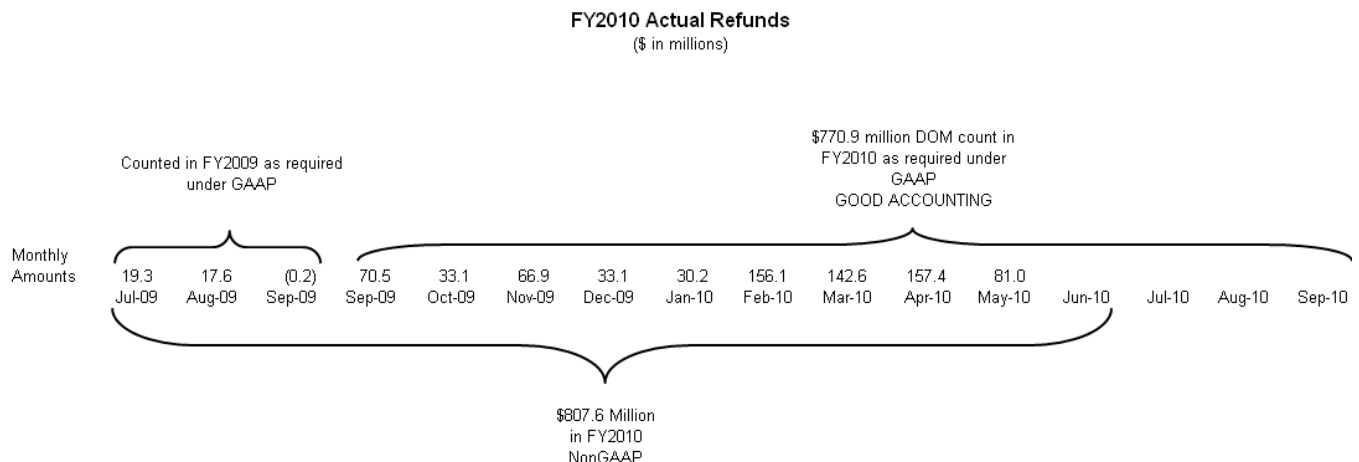 FY2010 Actual Refunds
($ in millions)
$770.9 million DOM count in
FY2010 as required under
GAAP
GOOD ACCOUNTING
Counted in FY2009 as required
under GAAP
Monthly
Amounts
19.3 17.6 (0.2) 70.5 33.1 66.9 33.1 30.2 156.1 142.6 157.4 81.0
Jul-09 Aug-09 Sep-09 Sep-09 Oct-09 Nov-09 Dec-09 Jan-10 Feb-10 Mar-10 Apr-10 May-10 Jun-10 Jul-10 Aug-10 Sep-10
$807.6 Million
in FY2010
NonGAAP